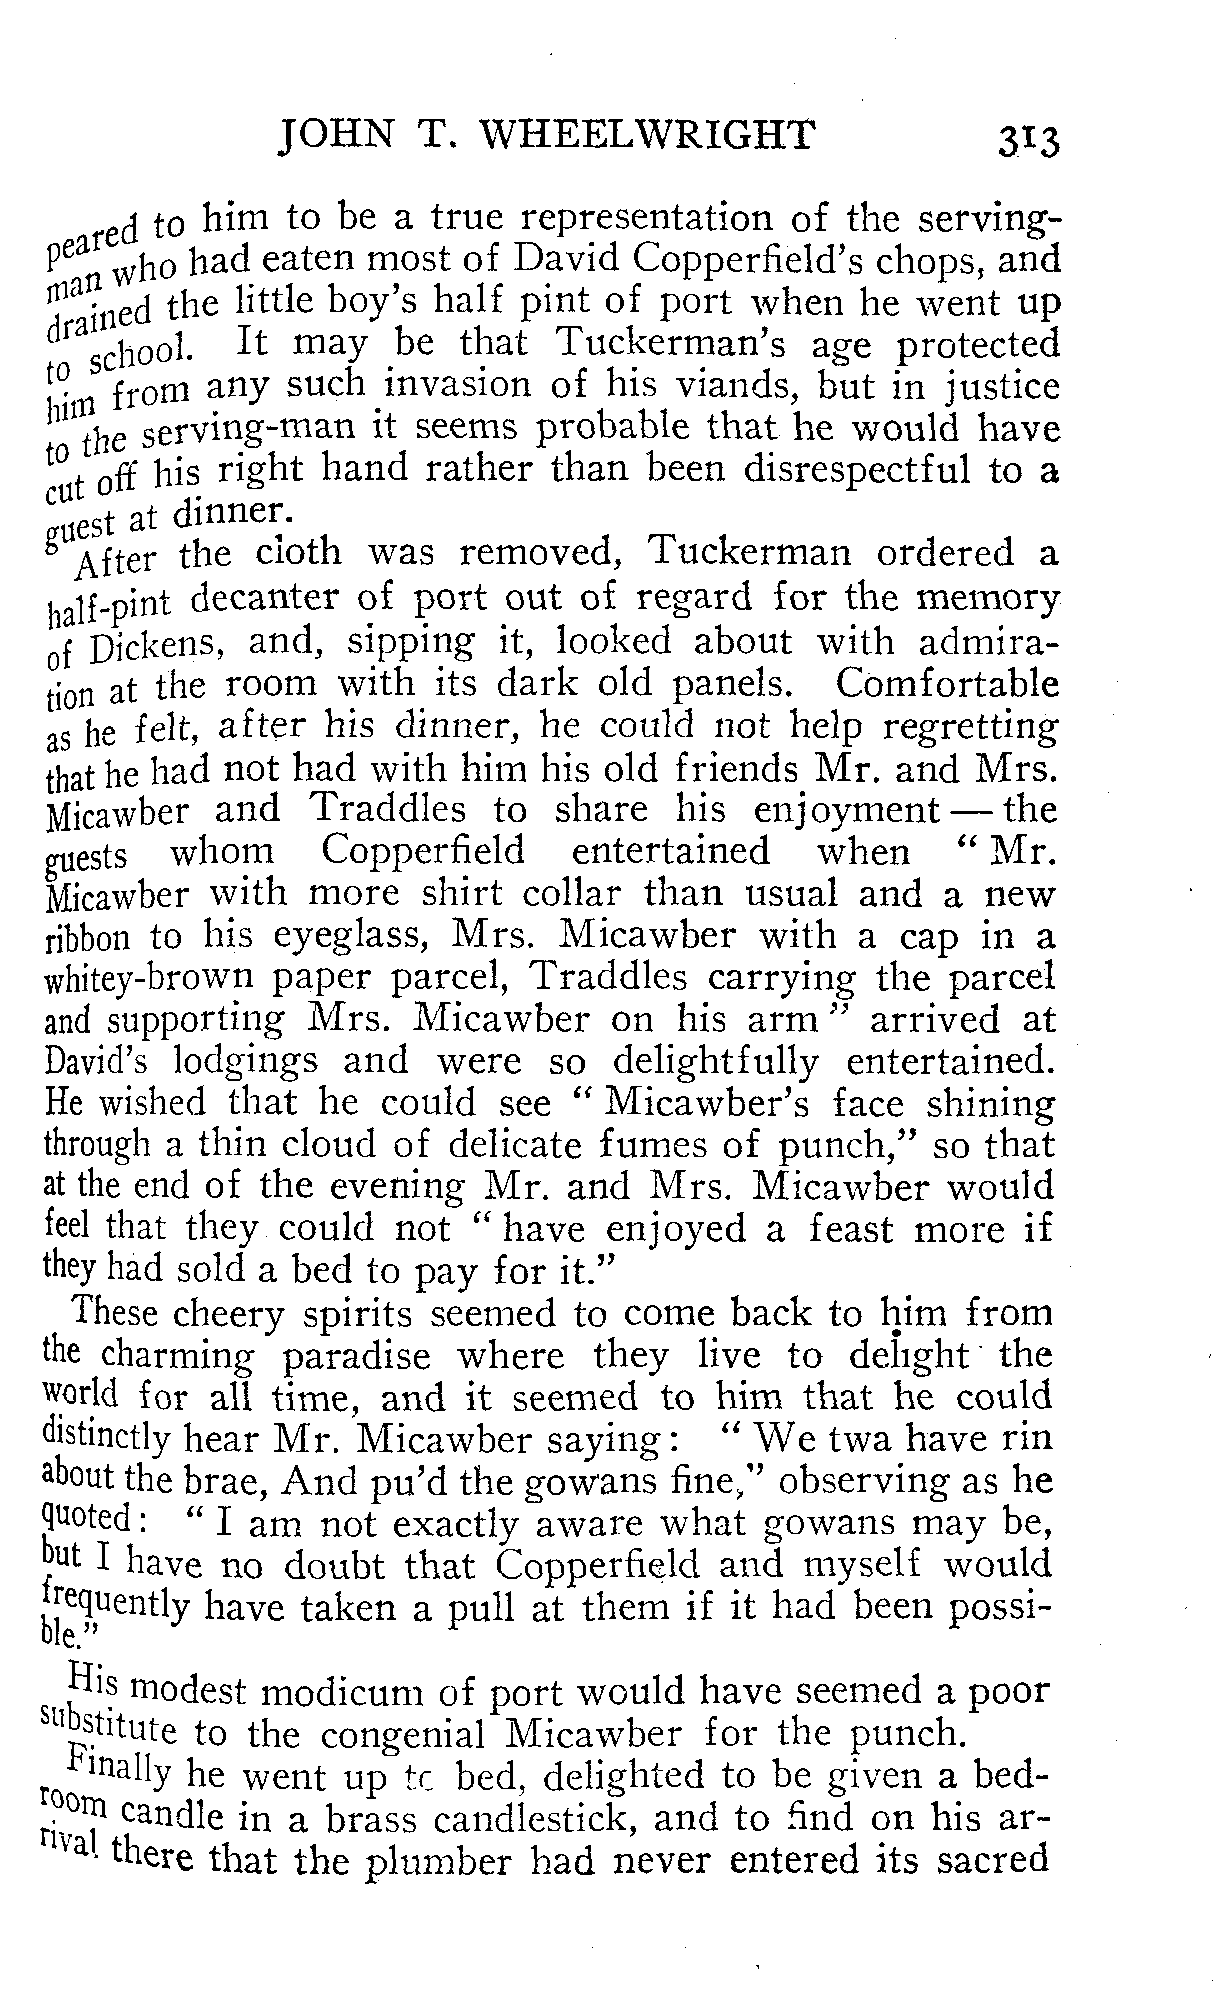 JOHN T. WHEELWRIGHT 313
peared to him to be a true representation of the serving-
man who had eaten most of David Copperfield's chops, and
drained the little boy's half pint of port when he went up
to school. It may be that Tuckerman's age protected
him from any such invasion of his viands, but in justice
to the serving-man it seems probable that he would have
cut off his right hand rather than been disrespectful to a
guest at dinner.
After the cloth was removed, Tuckerman ordered a
half-pint decanter of port out of regard for the memory
of Dickens, and, sipping it, looked about with admira-
tion at the room with its dark old panels. Comfortable
as he felt, after his dinner, he could not help regretting
that he had not had with him his old friends Mr. and Mrs.
Micawber and Traddles to share his enjoyment — the
guests whom Copperfield entertained when " Mr.
Micawber with more shirt collar than usual and a new
ribbon to his eyeglass, Mrs. Micawber with a cap in a
whitey-brown paper parcel, Traddles carrying the parcel
and supporting Mrs. Micawber on his arm " arrived at
David's lodgings and were so delightfully entertained.
He wished that he could see " Micawber's face shining
through a thin cloud of delicate fumes of punch," so that
at the end of the evening Mr. and Mrs. Micawber would
feel that they could not " have enjoyed a feast more if
they had sold a bed to pay for it."
These cheery spirits seemed to come back to him from
the charming paradise where they live to delight the
world for all time, and it seemed to him that he could
distinctly hear Mr. Micawber saying: " We twa have rin
about the brae, And pu'd the gowans fine," observing as he
quoted: " I am not exactly aware what gowans may be,
but I have no doubt that Copperfield and myself would
frequently have taken a pull at them if it had been possi-
ble."
His modest modicum of port would have seemed a poor
substitute to the congenial Micawber for the punch.
Finally he went up to bed, delighted to be given a bed-
room candle in a brass candlestick, and to find on his ar-
rival there that the plumber had never entered its sacred